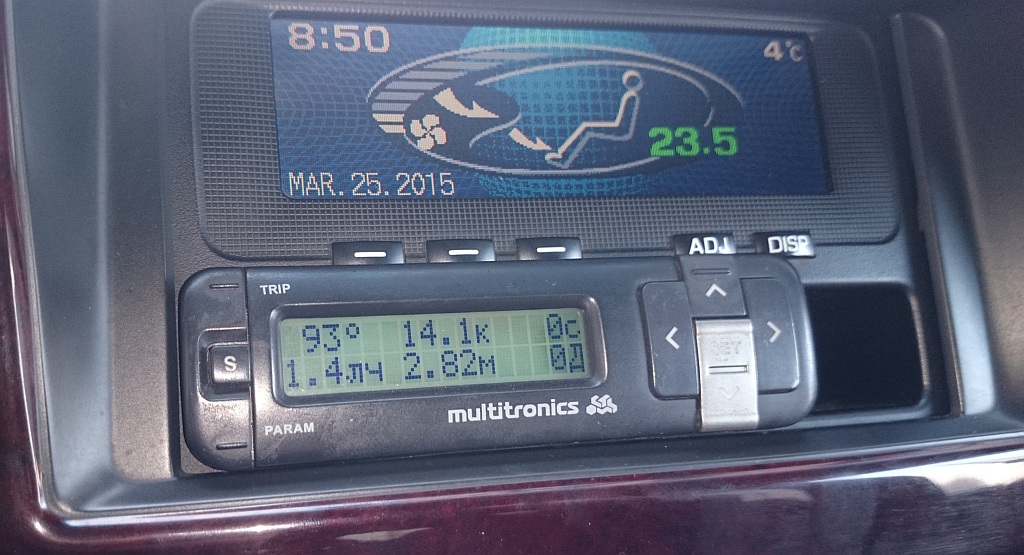 8:50
4°C
23.5
MAR.25.2015
ADJ
DISP
TRIP
93° 14.1к 0с
1.4лч 2.82м 0Д
S
SET
multitronics
PARAM